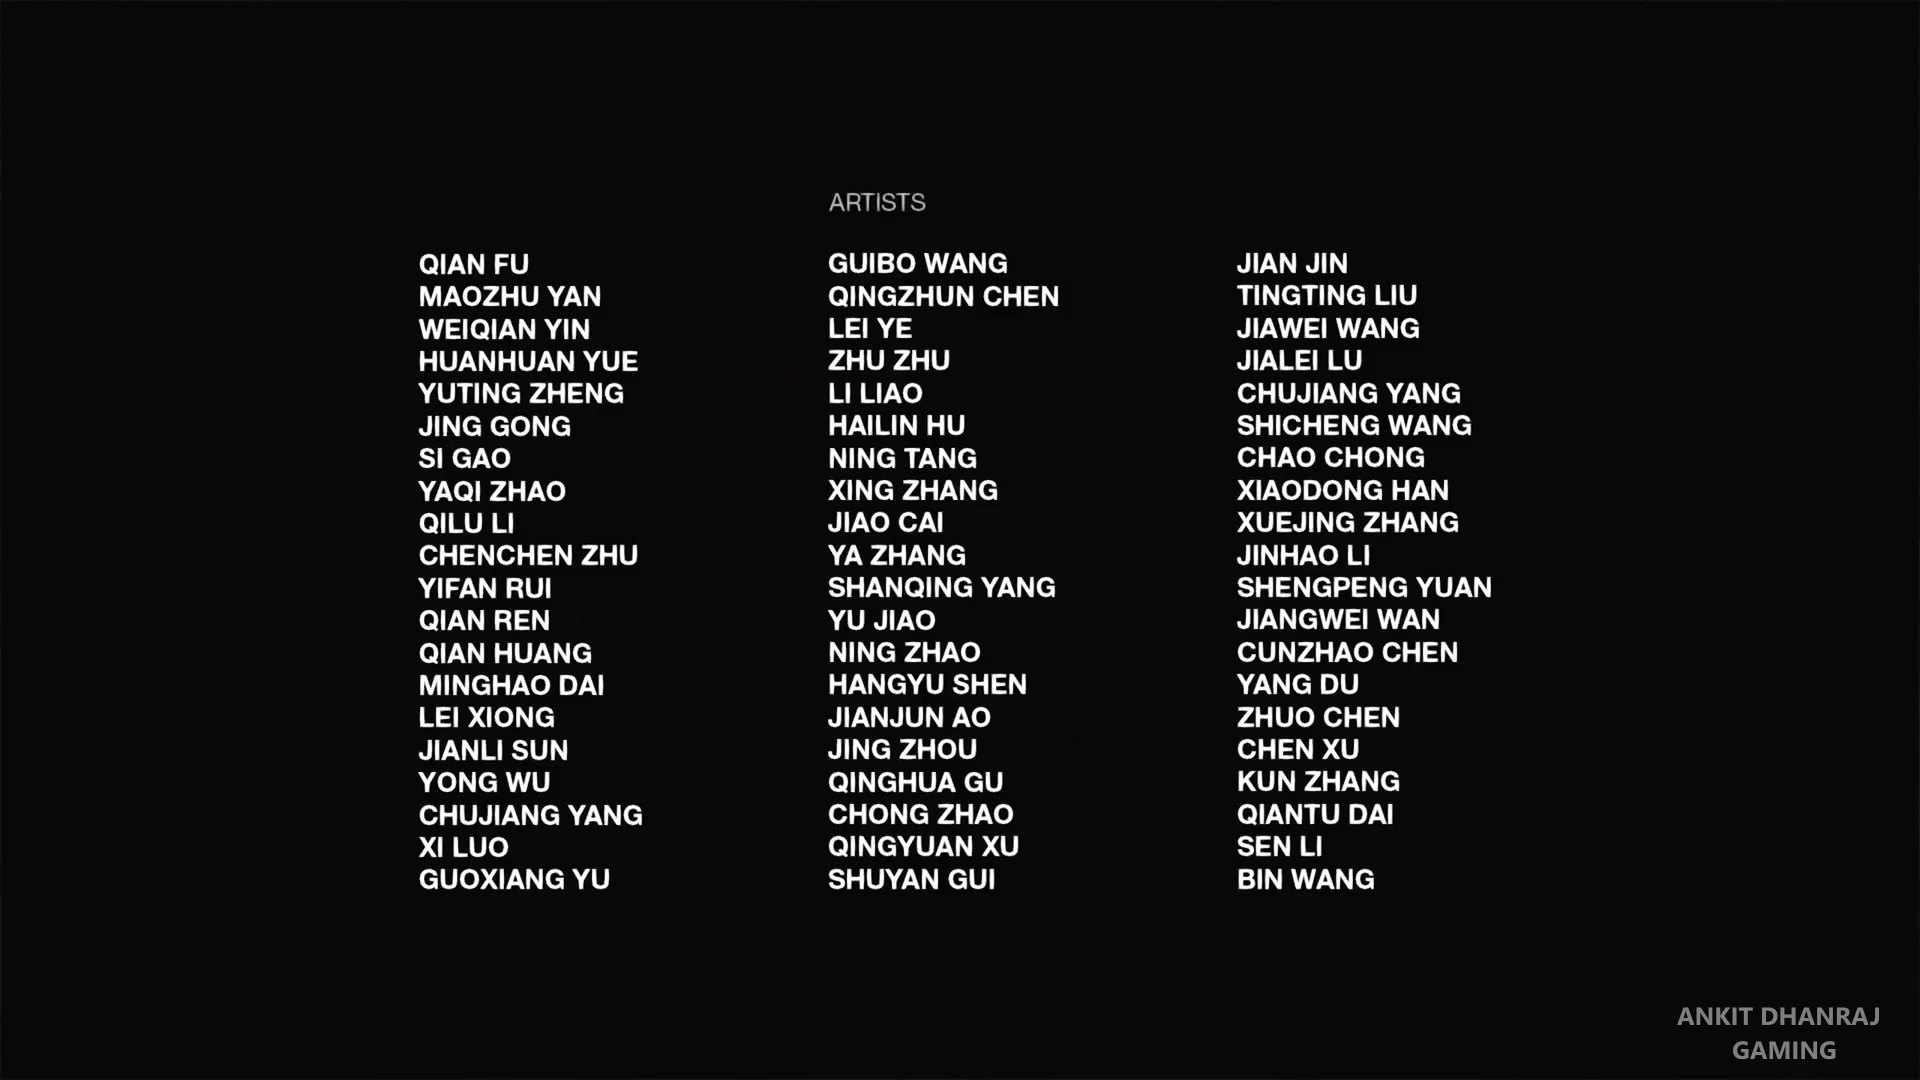 ARTISTS
QIAN FU
MAOZHU YAN
WEIQIAN YIN
HUANHUAN YUE
YUTING ZHENG
JING GONG
SI GAO
YAQI ZHAO
QILU LI
CHENCHEN ZHU
YIFAN RUI
QIAN REN
QIAN HUANG
MINGHAO DAI
LEI XIONG
JIANLI SUN
YONG WU
CHUJIANG YANG
XI LUO
GUOXIANG YU
GUIBO WANG
QINGZHUN CHEN
LEI YE
ZHU ZHU
LI LIAO
HAILIN HU
NING TANG
XING ZHANG
JIAO CAI
YA ZHANG
SHANQING YANG
YU JIAO
NING ZHAO
HANGYU SHEN
JIANJUN AO
JING ZHOU
QINGHUA GU
CHONG ZHAO
QINGYUAN XU
SHUYAN GUI
JIAN JIN
TINGTING LIU
JIAWEI WANG
JIALEI LU
CHUJIANG YANG
SHICHENG WANG
CHAO CHONG
XIAODONG HAN
XUEJING ZHANG
JINHAO LI
SHENGPENG YUAN
JIANGWEI WAN
CUNZHAO CHEN
YANG DU
ZHUO CHEN
CHEN XU
KUN ZHANG
QIANTU DAI
SEN LI
BIN WANG
ANKIT DHANRAJ
GAMING